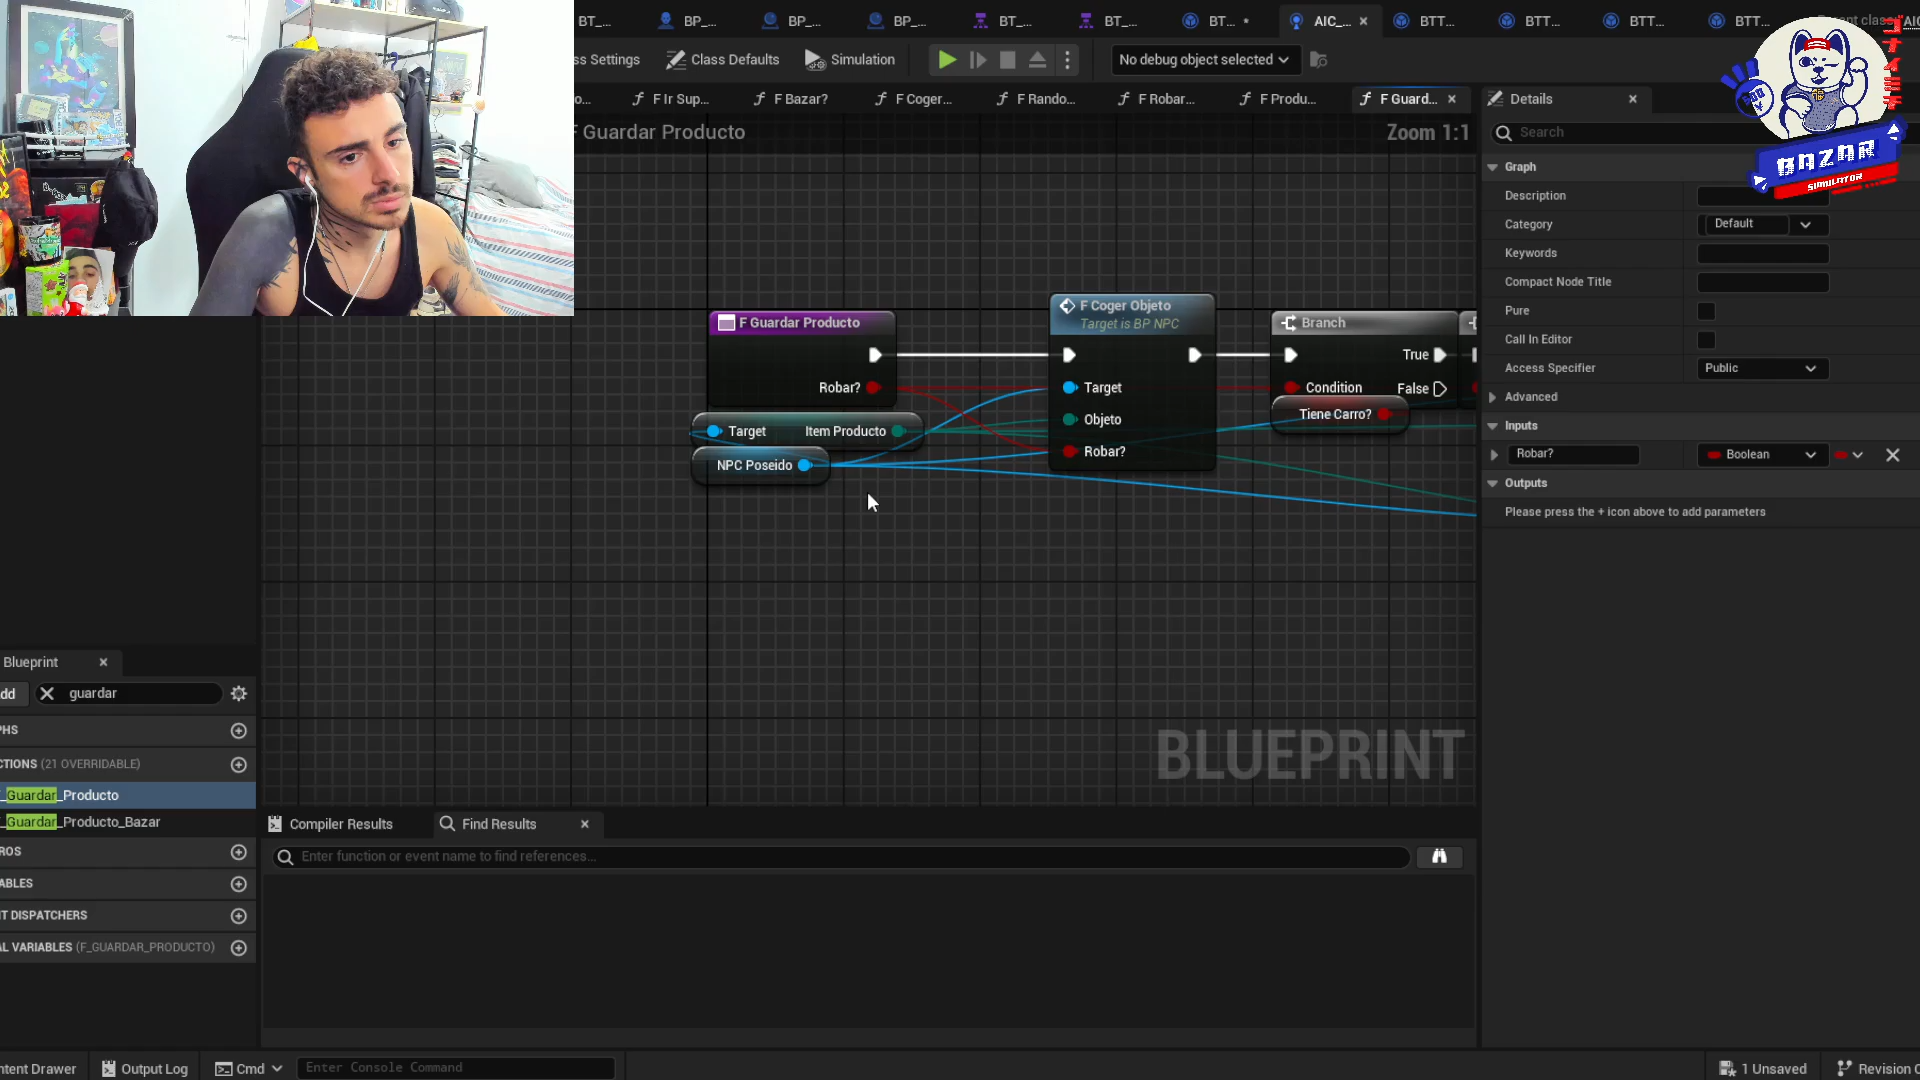 BT_...
BP_...
BP_...
BP_...
BT_...
BT_...
BT...
AIC_...
BTT...
BTT...
BTT...
BTT...
ss Settings
Class Defaults
Simulation
No debug object selected
F Ir Sup...
F Bazar?
F Coger...
F Rando...
F Robar...
F Produ...
F Guard...
F Guardar Producto
Zoom 1:1
F Guardar Producto
Robar?
Target
Item Producto
NPC Poseido
F Coger Objeto
Target is BP NPC
Target
Objeto
Robar?
Branch
True
Condition
False
Tiene Carro?
BLUEPRINT
Details
Search
BAZAR
SIMULATOR
Graph
Description
Category
Default
Keywords
Compact Node Title
Pure
Call In Editor
Access Specifier
Public
Advanced
Inputs
Robar?
Boolean
Outputs
Please press the + icon above to add parameters
Blueprint
dd
guardar
PHS
CTIONS (21 OVERRIDABLE)
_Guardar_Producto
_Guardar_Producto_Bazar
ROS
ABLES
T DISPATCHERS
AL VARIABLES (F_GUARDAR_PRODUCTO)
Compiler Results
Find Results
Enter function or event name to find references...
ntent Drawer
Output Log
Cmd
Enter Console Command
1 Unsaved
Revision C